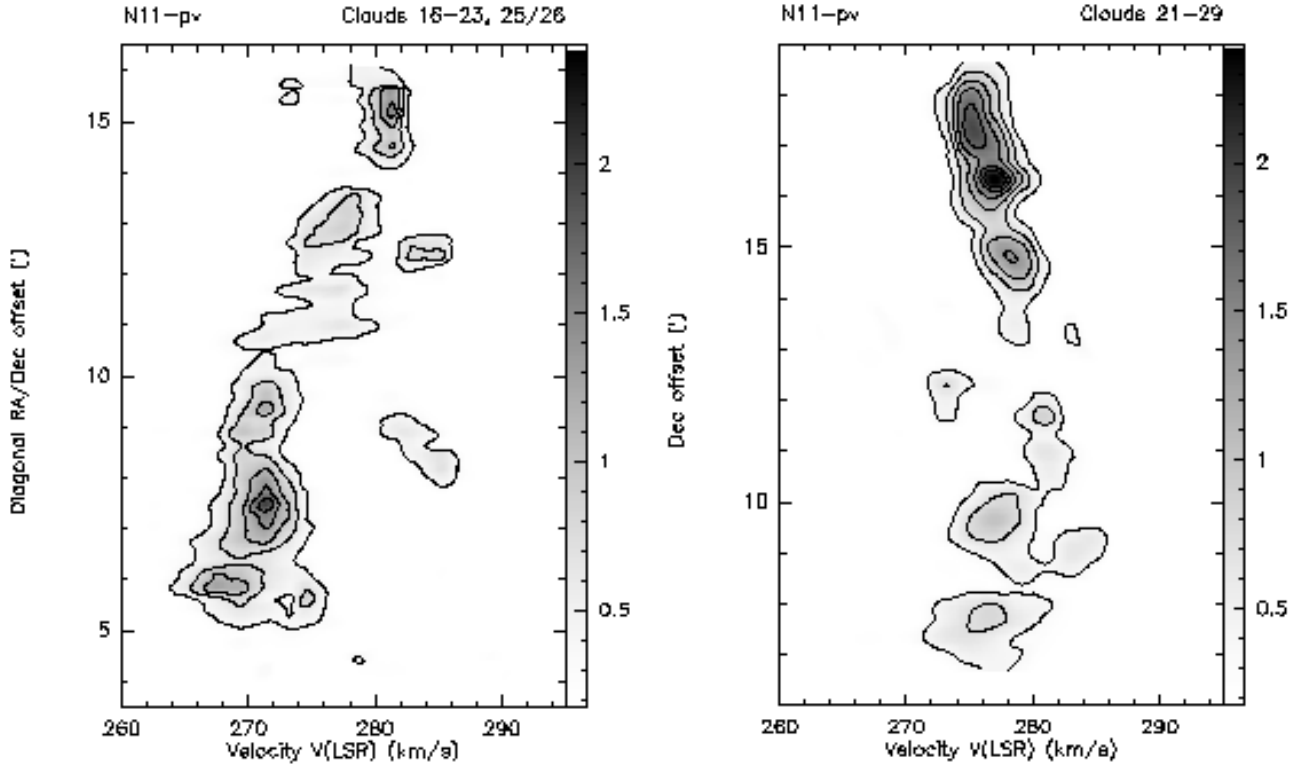 N11-pv Clouds 16-23, 25/26
15
10
5
260 270 280 290
Velocity V(LSR) (km/s)
Diagonal RA/Dec offset [']
2
1.5
1
0.5
N11-pv Clouds 21-29
15
10
260 270 280 290
Velocity V(LSR) (km/s)
Dec offset [']
2
1.5
1
0.5